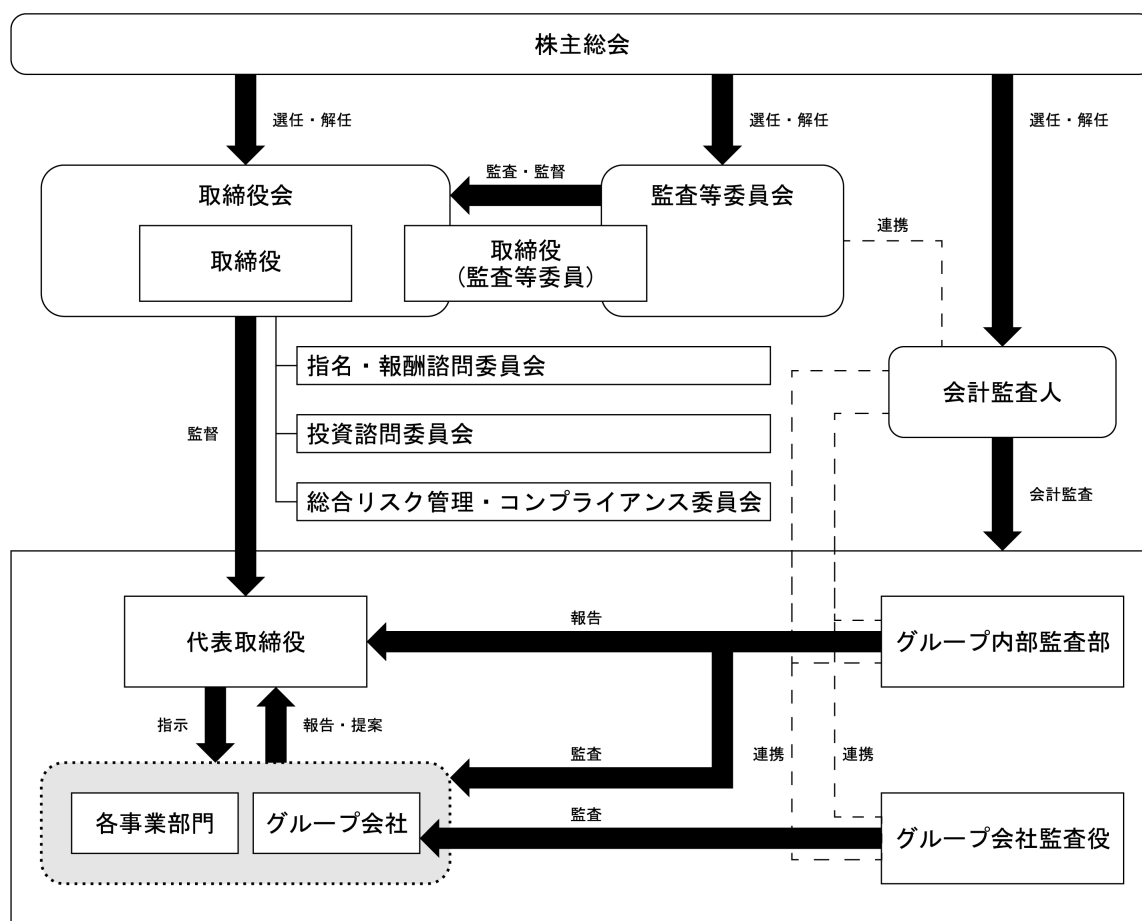 株主総会
選任・解任
選任・解任
選任・解任
取締役会
監査・監督
監査等委員会
取締役
取締役
(監査等委員)
連携
指名・報酬諮問委員会
会計監査人
監督
投資諮問委員会
総合リスク管理・コンプライアンス委員会
会計監査
代表取締役
報告
グループ内部監査部
指示
報告・提案
監査
連携
連携
各事業部門
グループ会社
監査
グループ会社監査役